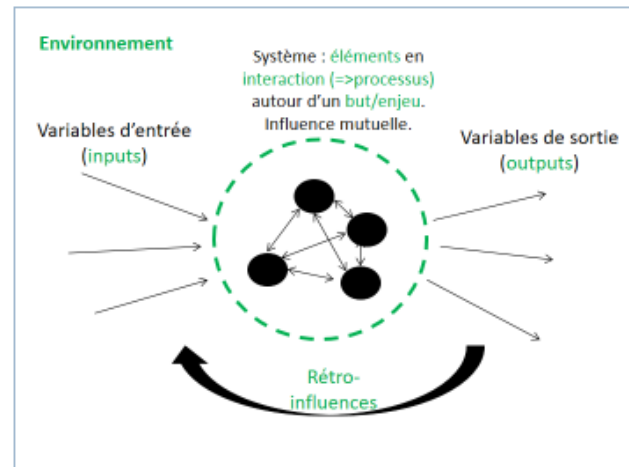 Environnement
Système : éléments en
interaction (=>processus)
autour d'un but/enjeu.
Influence mutuelle.
Variables d'entrée
(inputs)
Variables de sortie
(outputs)
Rétro-
influences